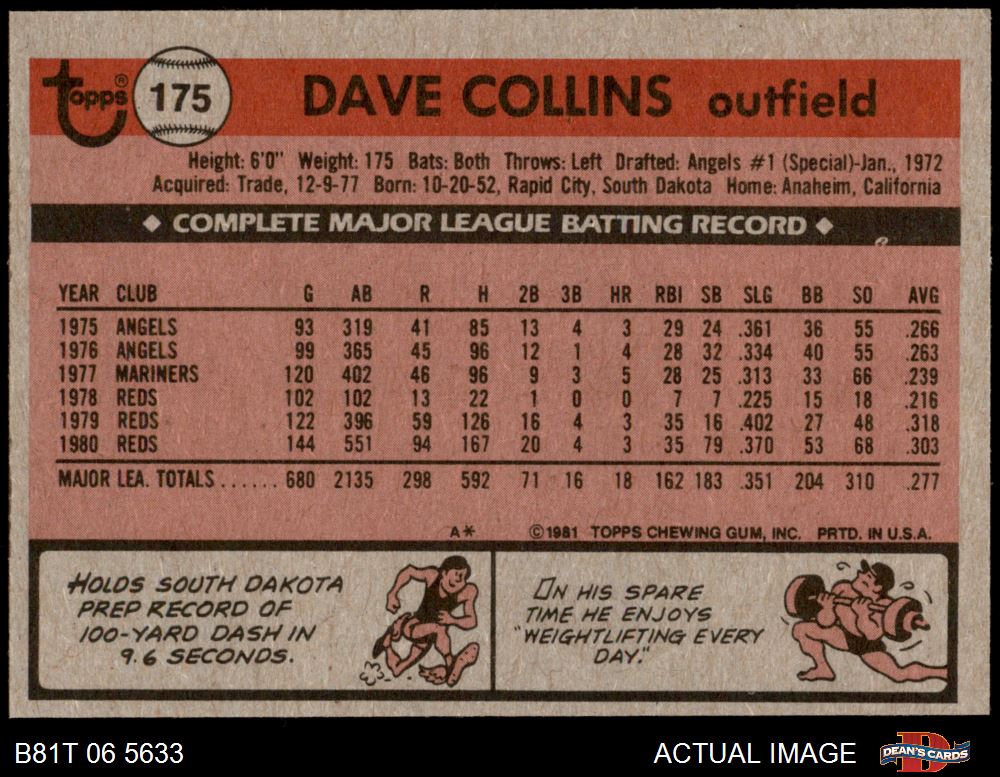 Topps® 175 DAVE COLLINS outfield
Height: 6'0" Weight: 175 Bats: Both Throws: Left Drafted: Angels #1 (Special)-Jan., 1972
Acquired: Trade, 12-9-77 Born: 10-20-52, Rapid City, South Dakota Home: Anaheim, California
◆ COMPLETE MAJOR LEAGUE BATTING RECORD ◆
YEAR CLUB G AB R H 2B 3B HR RBI SB SLG BB SO AVG
1975 ANGELS 93 319 41 85 13 4 3 29 24 .361 36 55 .266
1976 ANGELS 99 365 45 96 12 1 4 28 32 .334 40 55 .263
1977 MARINERS 120 402 46 96 9 3 5 28 25 .313 33 66 .239
1978 REDS 102 102 13 22 1 0 0 7 7 .225 15 18 .216
1979 REDS 122 396 59 126 16 4 3 35 16 .402 27 48 .318
1980 REDS 144 551 94 167 20 4 3 35 79 .370 53 68 .303
MAJOR LEA. TOTALS ...... 680 2135 298 592 71 16 18 162 183 .351 204 310 .277
A* ©1981 TOPPS CHEWING GUM, INC. PRTD. IN U.S.A.
HOLDS SOUTH DAKOTA
PREP RECORD OF
100-YARD DASH IN
9.6 SECONDS.
IN HIS SPARE
TIME HE ENJOYS
"WEIGHTLIFTING EVERY
DAY."
B81T 06 5633 ACTUAL IMAGE DEAN'S CARDS